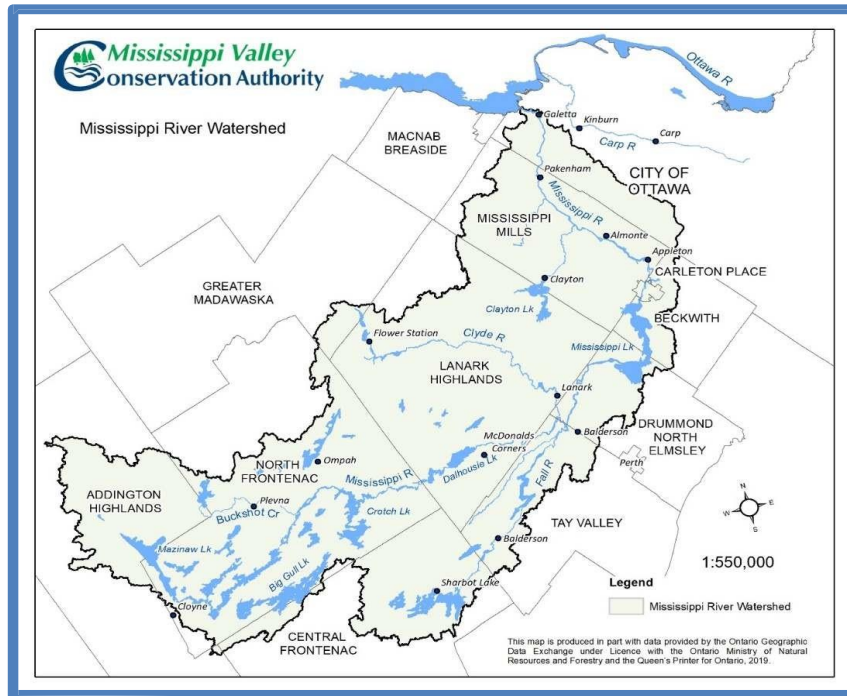 Mississippi Valley
Conservation Authority
Mississippi River Watershed
Ottawa R
MACNAB
BREASIDE
Galetta
Kinburn
Carp
Carp R
CITY OF
OTTAWA
Pakenham
MISSISSIPPI
MILLS
Mississippi R
Almonte
Appleton
CARLETON PLACE
GREATER
MADAWASKA
Clayton
Clayton Lk
BECKWITH
Flower Station
Clyde R
Mississippi Lk
LANARK
HIGHLANDS
Lanark
McDonalds
Corners
Balderson
DRUMMOND
NORTH
ELMSLEY
Perth
NORTH
FRONTENAC
Ompah
Mississippi R
Dalhousie Lk
Fall R
ADDINGTON
HIGHLANDS
Plevna
Buckshot Cr
Crotch Lk
TAY VALLEY
Mazinaw Lk
Big Gull Lk
Balderson
Sharbot Lake
Cloyne
CENTRAL
FRONTENAC
N
W E
S
1:550,000
Legend
Mississippi River Watershed
This map is produced in part with data provided by the Ontario Geographic
Data Exchange under Licence with the Ontario Ministry of Natural
Resources and Forestry and the Queen's Printer for Ontario, 2019.